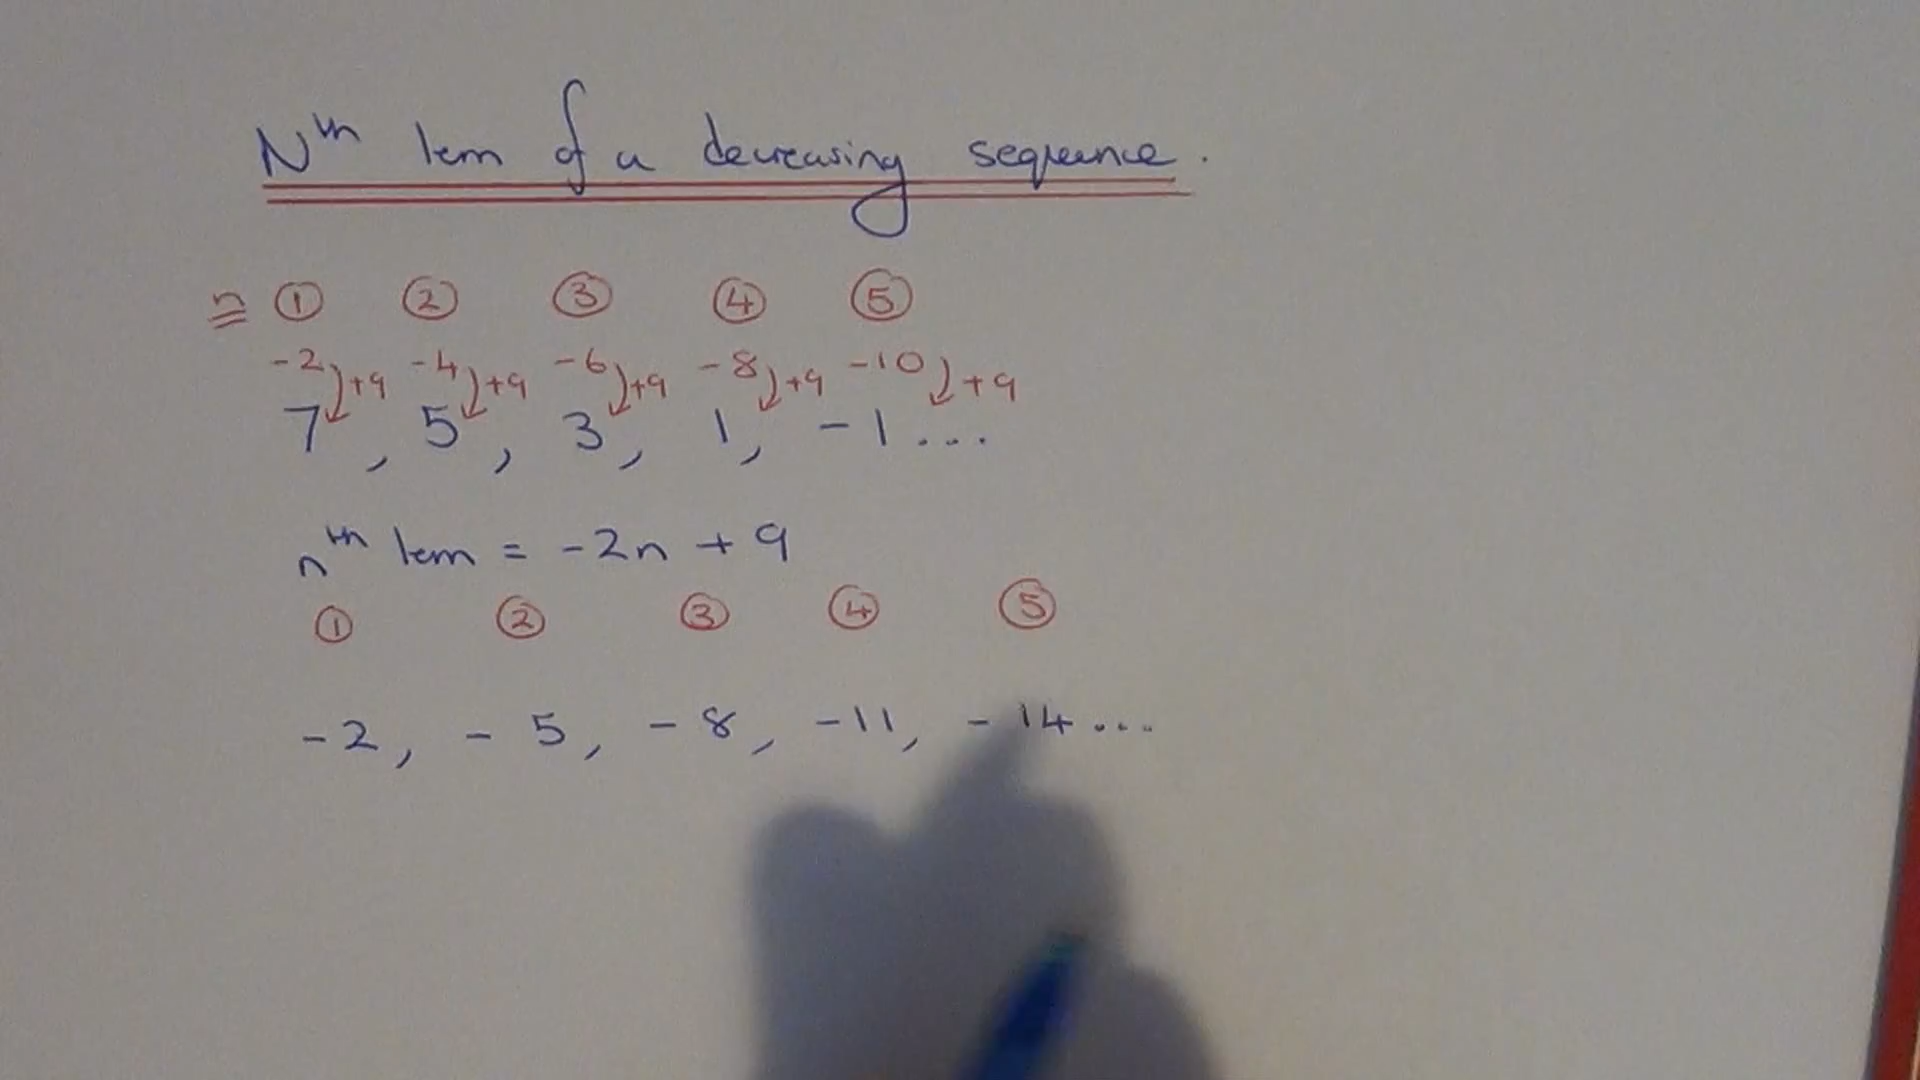 Nth term of a decreasing sequence.
n ① ② ③ ④ ⑤
-2 +9 -4 +9 -6 +9 -8 +9 -10 +9
7, 5, 3, 1, -1 ...
nth term = -2n + 9
① ② ③ ④ ⑤
-2, -5, -8, -11, -14 ...